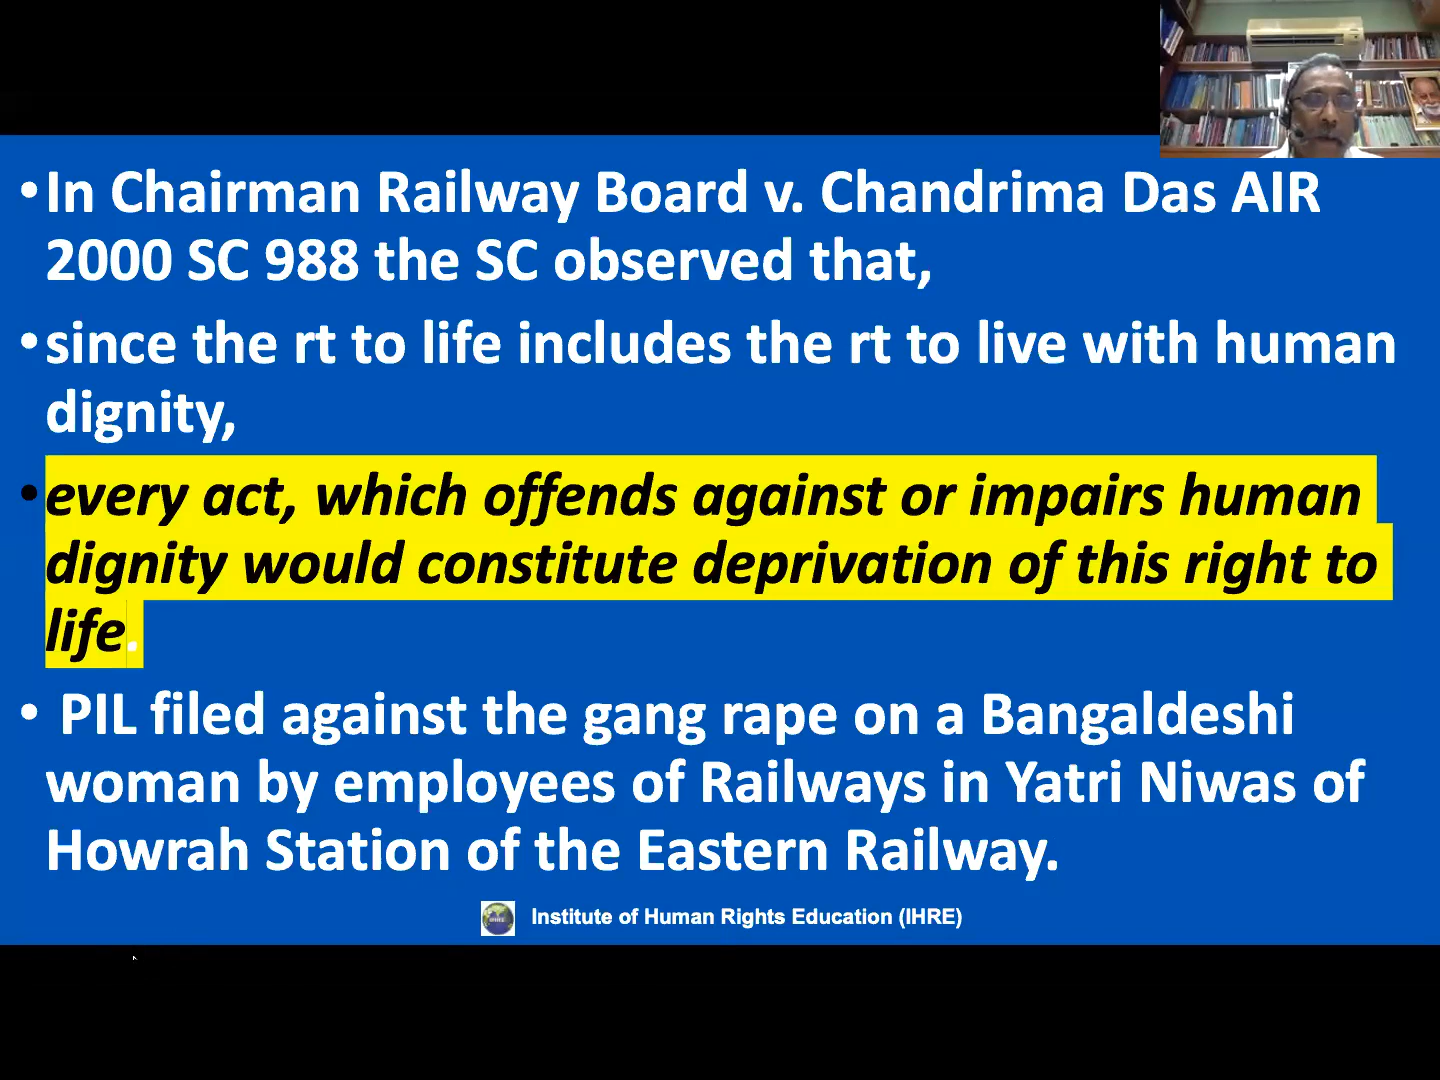 •In Chairman Railway Board v. Chandrima Das AIR
2000 SC 988 the SC observed that,
•since the rt to life includes the rt to live with human
dignity,
•every act, which offends against or impairs human
dignity would constitute deprivation of this right to
life.
• PIL filed against the gang rape on a Bangaldeshi
woman by employees of Railways in Yatri Niwas of
Howrah Station of the Eastern Railway.
IHRE Institute of Human Rights Education (IHRE)